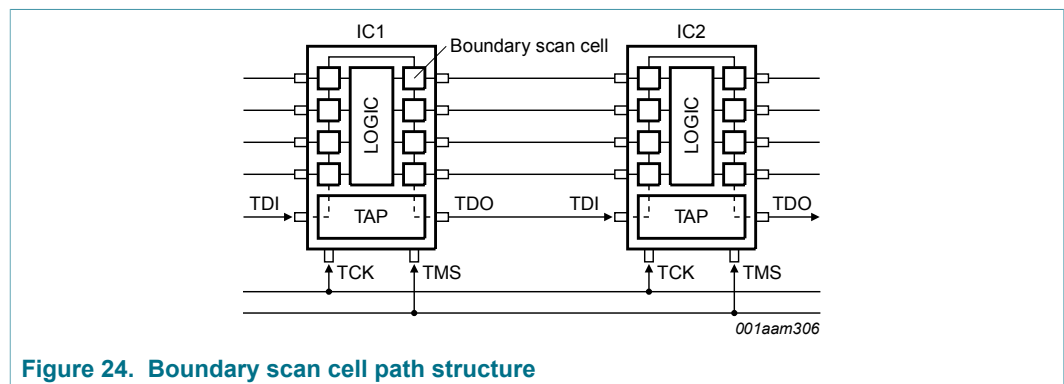 IC1
IC2
Boundary scan cell
LOGIC
LOGIC
TDI
TAP
TDO
TDI
TAP
TDO
TCK
TMS
TCK
TMS
001aam306
Figure 24. Boundary scan cell path structure